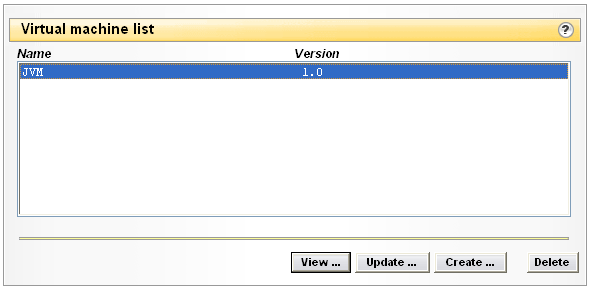 Virtual machine list ?
Name Version
JVM 1.0
View ... Update ... Create ... Delete